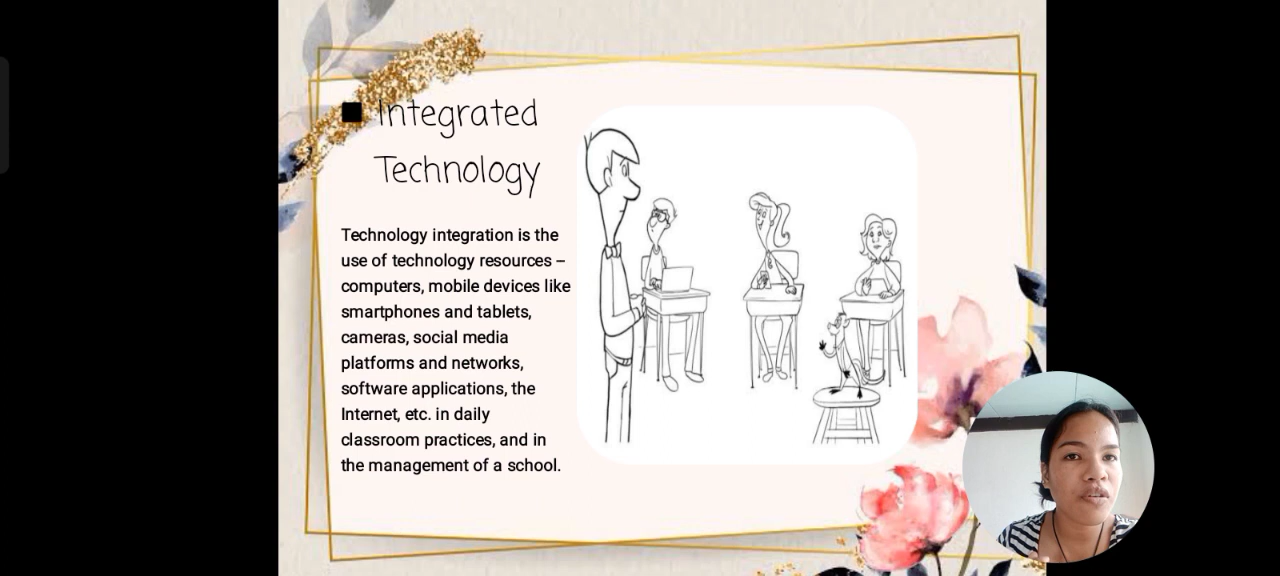 Integrated
Technology
Technology integration is the
use of technology resources –
computers, mobile devices like
smartphones and tablets,
cameras, social media
platforms and networks,
software applications, the
Internet, etc. in daily
classroom practices, and in
the management of a school.